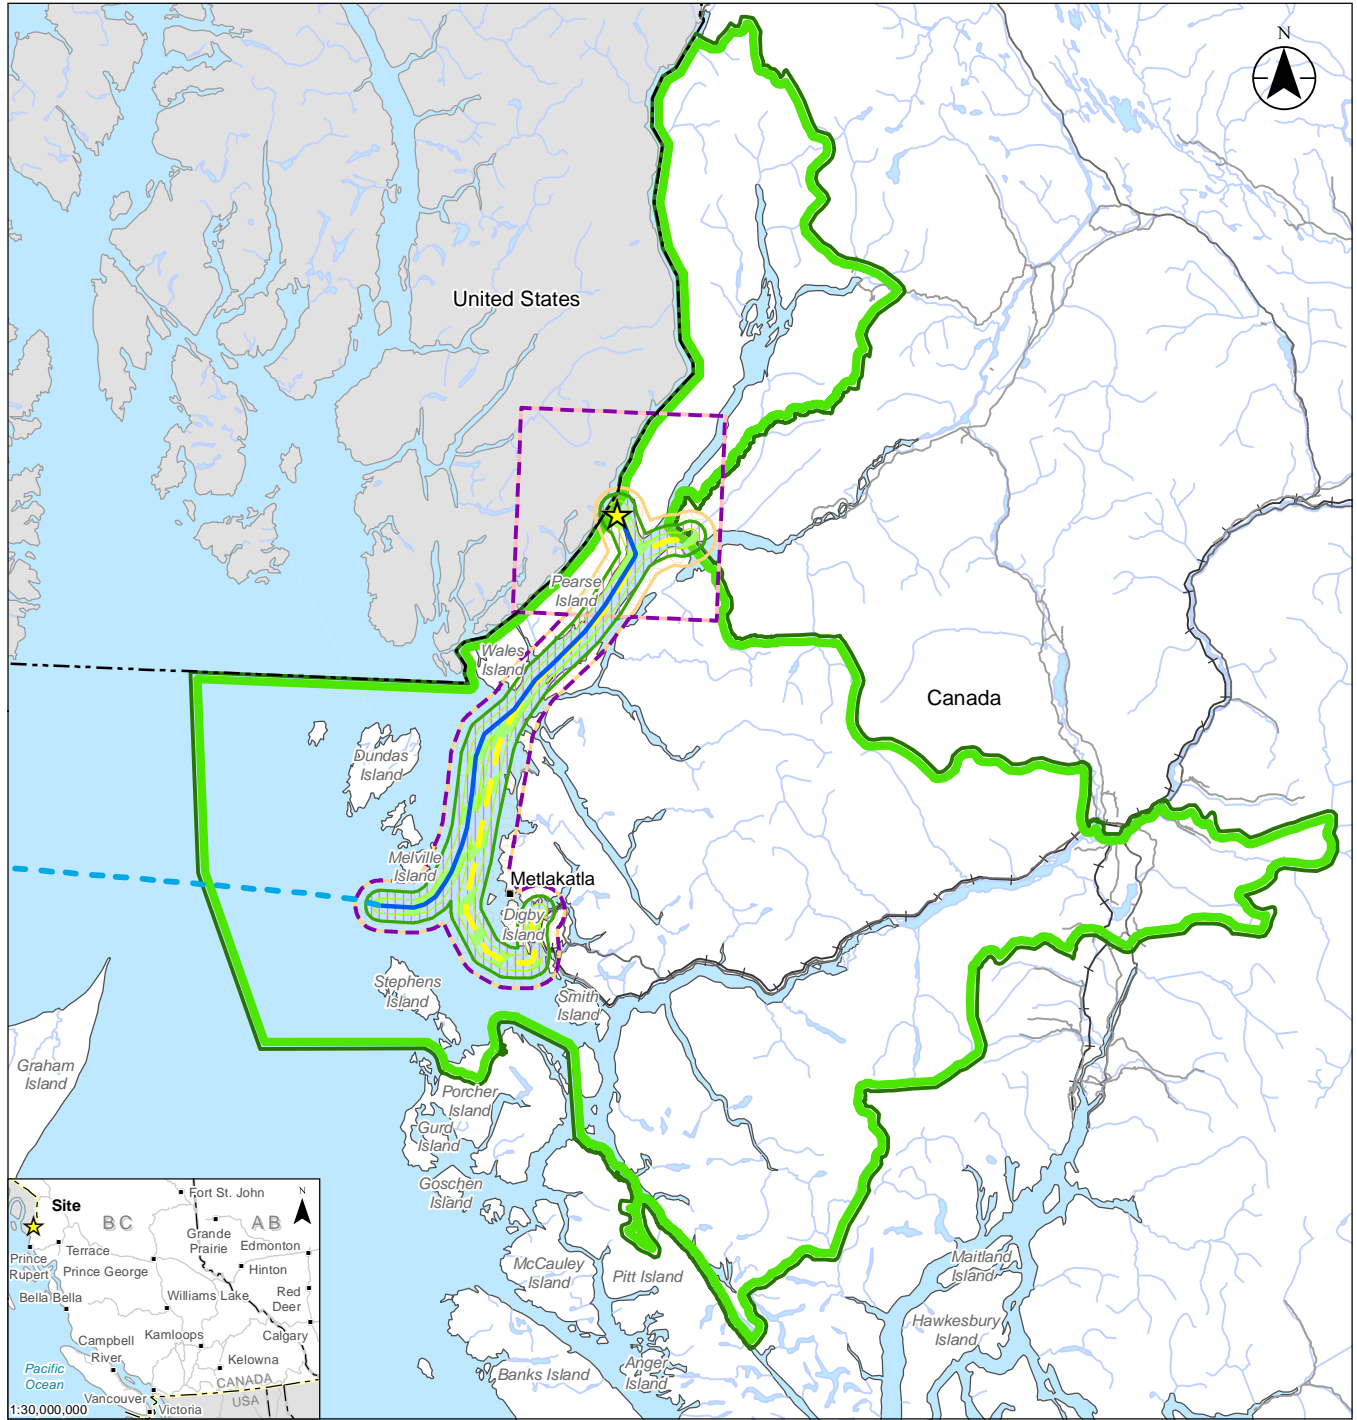 N
United States
Pearse
Island
Wales
Island
Canada
Dundas
Island
Melville
Island
Metlakatla
Digby
Island
Stephens
Island
Smith
Island
Graham
Island
Porcher
Island
Gurd
Island
Goschen
Island
McCauley
Island
Pitt Island
Maitland
Island
Hawkesbury
Island
Banks Island
Anger
Island
Site
N
Fort St. John
BC
AB
Grande
Prairie
Edmonton
Prince
Rupert
Terrace
Prince George
Hinton
Bella Bella
Williams Lake
Red
Deer
Campbell
River
Kamloops
Calgary
Kelowna
Pacific
Ocean
CANADA
USA
Vancouver
Victoria
1:30,000,000